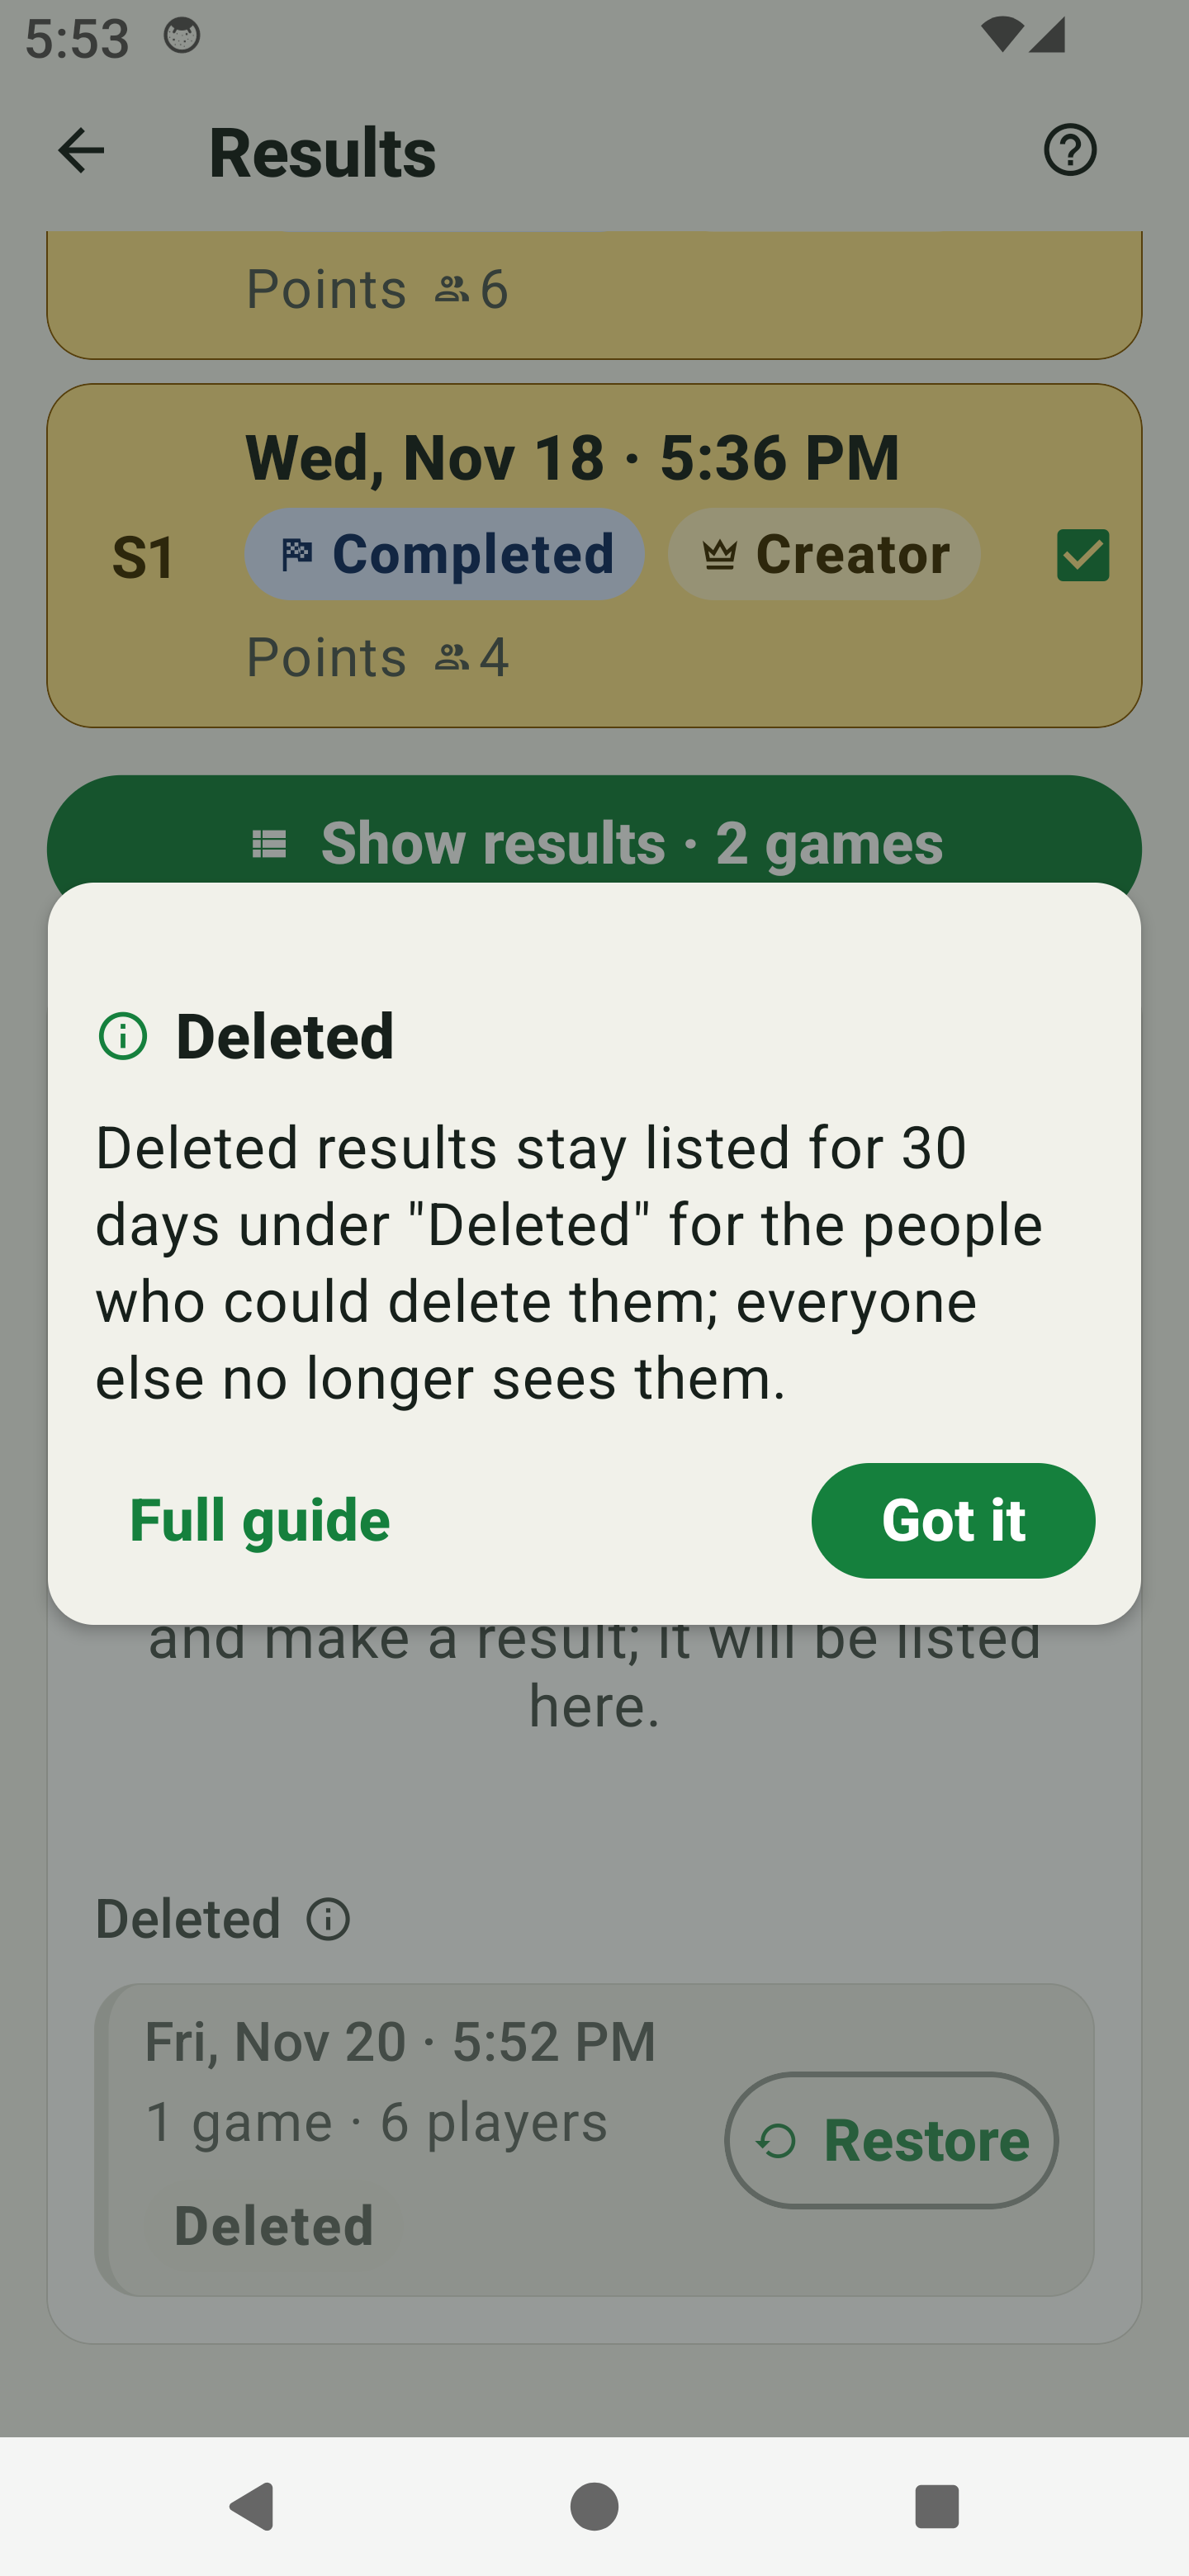 5:53
Results
Points 6
Wed, Nov 18 · 5:36 PM
S1
Completed
Creator
Points 4
Show results · 2 games
Deleted
Deleted results stay listed for 30
days under "Deleted" for the people
who could delete them; everyone
else no longer sees them.
Full guide
Got it
and make a result; it will be listed
here.
Deleted
Fri, Nov 20 · 5:52 PM
1 game · 6 players
Restore
Deleted